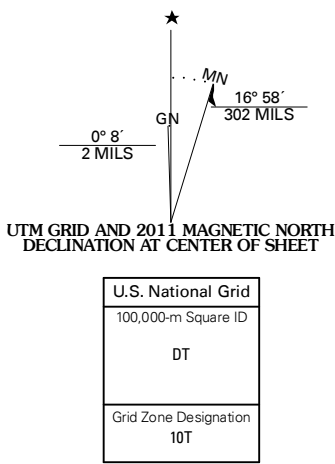 ★
MN
GN
16° 58´
302 MILS
0° 8´
2 MILS
UTM GRID AND 2011 MAGNETIC NORTH
DECLINATION AT CENTER OF SHEET
U.S. National Grid
100,000-m Square ID
DT
Grid Zone Designation
10T